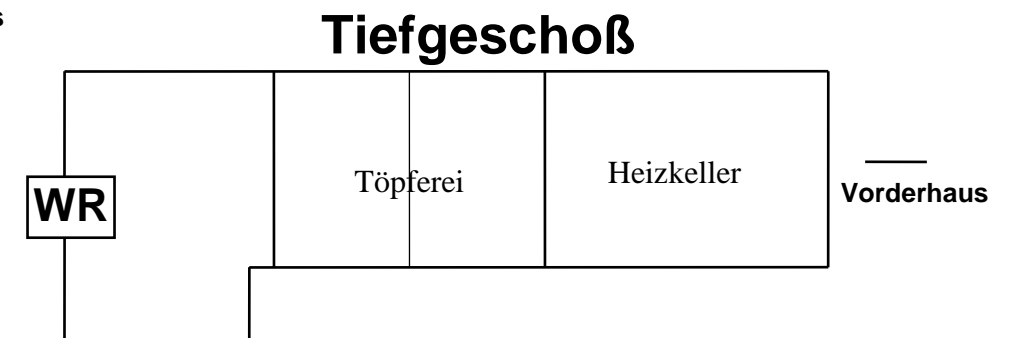 s
Tiefgeschoß
Töpferei
Heizkeller
WR
Vorderhaus